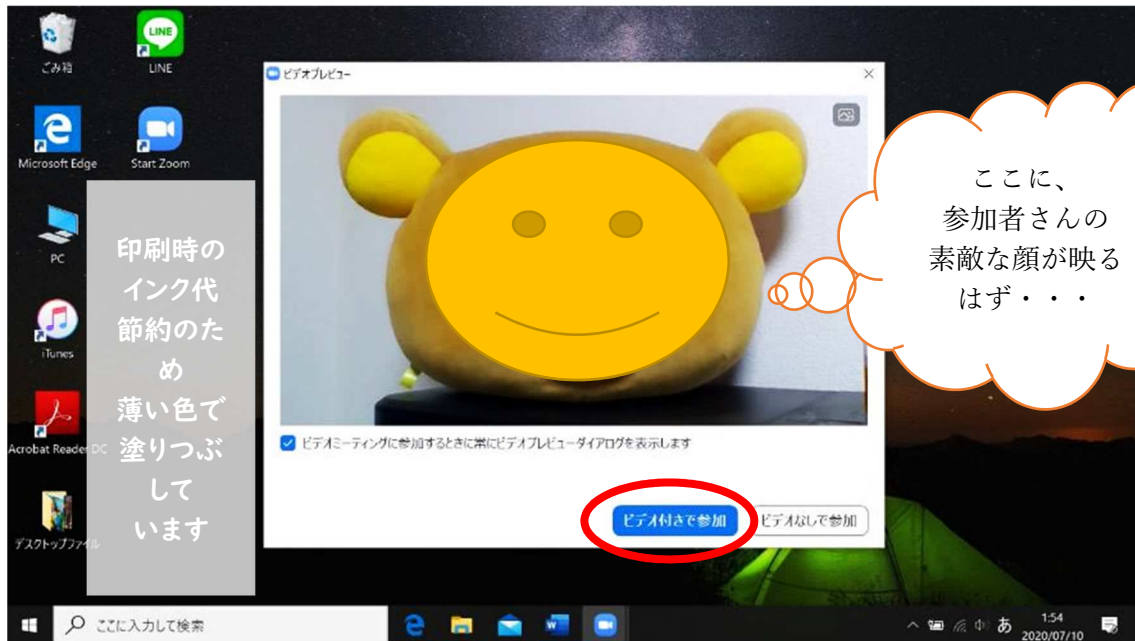 ごみ箱
LINE
LINE
Microsoft Edge
Start Zoom
PC
iTunes
Acrobat Reader DC
デスクトップファイル
印刷時の
インク代
節約のた
め
薄い色で
塗りつぶ
して
います
ビデオプレビュー
ここに、
参加者さんの
素敵な顔が映る
はず・・・
ビデオミーティングに参加するときに常にビデオプレビューダイアログを表示します
ビデオ付きで参加
ビデオなしで参加
ここに入力して検索
あ
1:54
2020/07/10